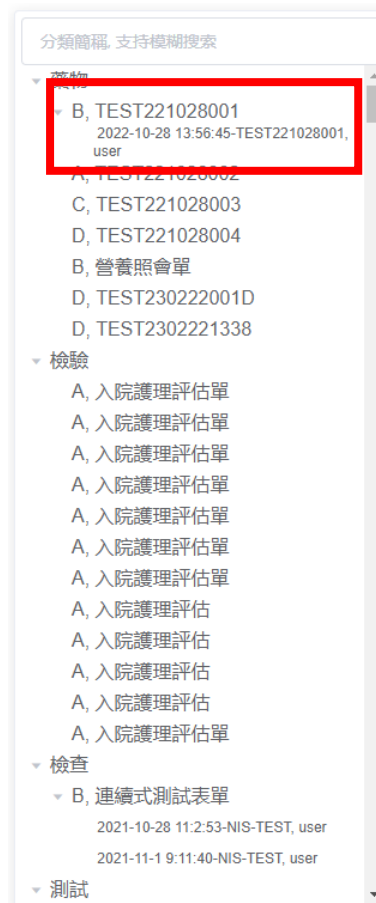 分類簡稱, 支持模糊搜索
藥物
B, TEST221028001
2022-10-28 13:56:45-TEST221028001,
user
A, TEST221028002
C, TEST221028003
D, TEST221028004
B, 營養照會單
D, TEST230222001D
D, TEST2302221338
檢驗
A, 入院護理評估單
A, 入院護理評估單
A, 入院護理評估單
A, 入院護理評估單
A, 入院護理評估單
A, 入院護理評估單
A, 入院護理評估單
A, 入院護理評估
A, 入院護理評估
A, 入院護理評估
A, 入院護理評估
A, 入院護理評估單
檢查
B, 連續式測試表單
2021-10-28 11:2:53-NIS-TEST, user
2021-11-1 9:11:40-NIS-TEST, user
測試